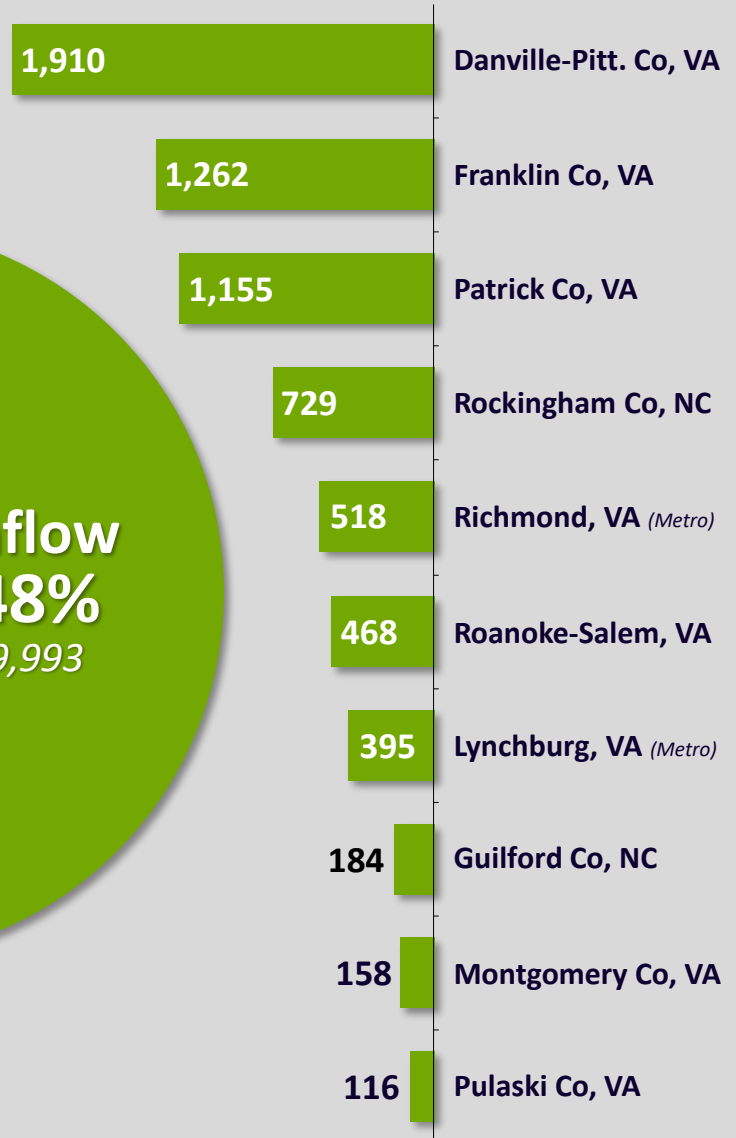 1,910 Danville-Pitt. Co, VA
1,262 Franklin Co, VA
1,155 Patrick Co, VA
729 Rockingham Co, NC
518 Richmond, VA (Metro)
468 Roanoke-Salem, VA
395 Lynchburg, VA (Metro)
184 Guilford Co, NC
158 Montgomery Co, VA
116 Pulaski Co, VA
flow
48%
9,993